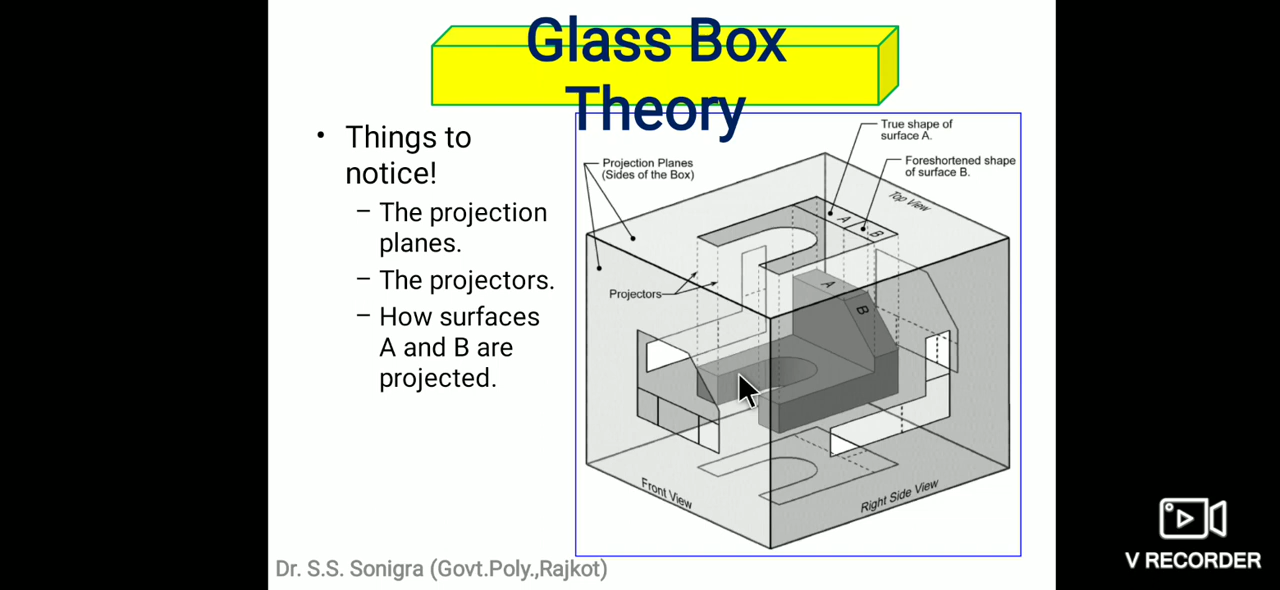 Glass Box
Theory
• Things to
notice!
– The projection
planes.
– The projectors.
– How surfaces
A and B are
projected.
True shape of
surface A.
Projection Planes
(Sides of the Box)
Foreshortened shape
of surface B.
Top View
A
B
Projectors
A
B
Front View
Right Side View
Dr. S.S. Sonigra (Govt.Poly.,Rajkot)
V RECORDER